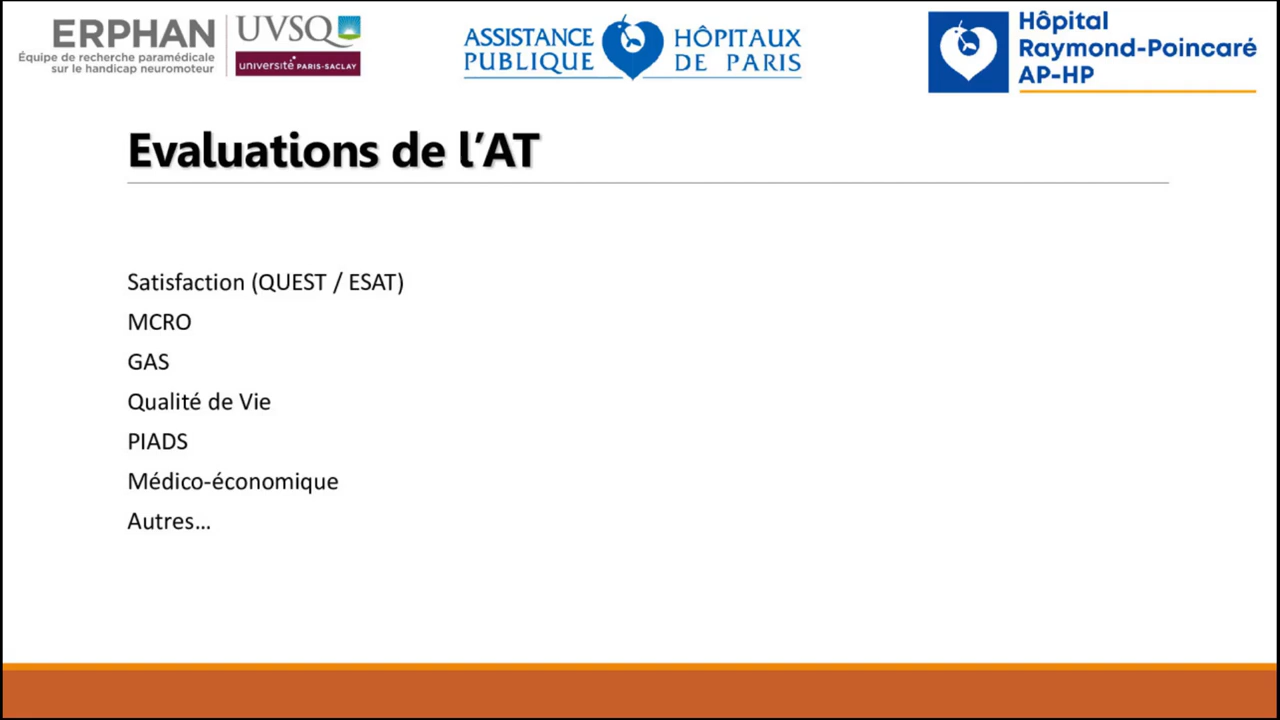 ERPHAN
Équipe de recherche paramédicale
sur le handicap neuromoteur
UVSQ
université PARIS-SACLAY
ASSISTANCE
PUBLIQUE
HÔPITAUX
DE PARIS
Hôpital
Raymond-Poincaré
AP-HP
Evaluations de l’AT
Satisfaction (QUEST / ESAT)
MCRO
GAS
Qualité de Vie
PIADS
Médico-économique
Autres…